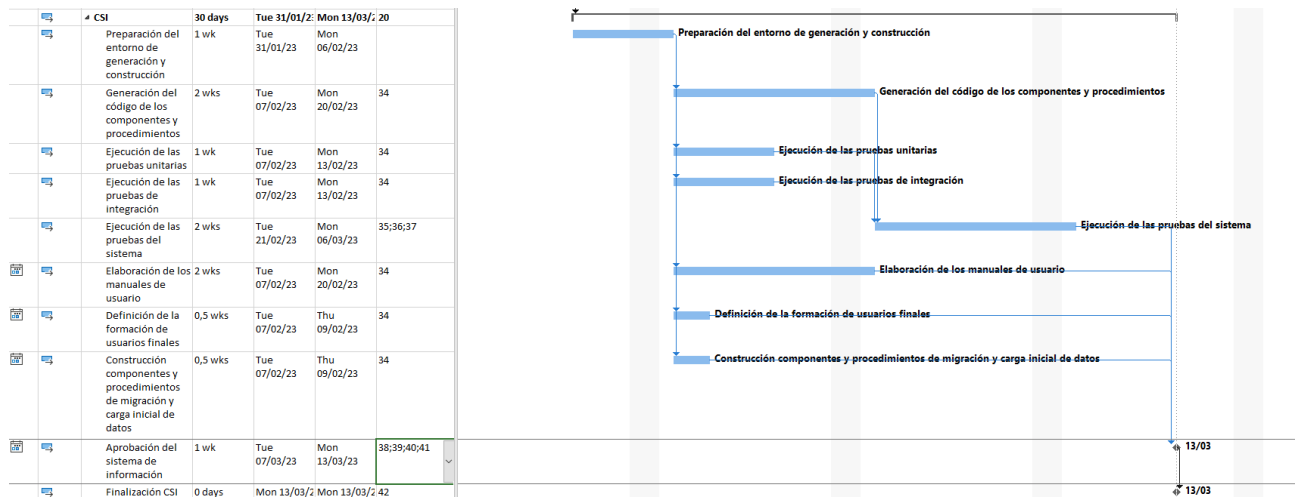 CSI 30 days Tue 31/01/2 Mon 13/03/2 20
Preparación del entorno de generación y construcción 1 wk Tue 31/01/23 Mon 06/02/23
Preparación del entorno de generación y construcción
Generación del código de los componentes y procedimientos 2 wks Tue 07/02/23 Mon 20/02/23 34
Generación del código de los componentes y procedimientos
Ejecución de las pruebas unitarias 1 wk Tue 07/02/23 Mon 13/02/23 34
Ejecución de las pruebas unitarias
Ejecución de las pruebas de integración 1 wk Tue 07/02/23 Mon 13/02/23 34
Ejecución de las pruebas de integración
Ejecución de las pruebas del sistema 2 wks Tue 21/02/23 Mon 06/03/23 35;36;37
Ejecución de las pruebas del sistema
Elaboración de los manuales de usuario 2 wks Tue 07/02/23 Mon 20/02/23 34
Elaboración de los manuales de usuario
Definición de la formación de usuarios finales 0,5 wks Tue 07/02/23 Thu 09/02/23 34
Definición de la formación de usuarios finales
Construcción componentes y procedimientos de migración y carga inicial de datos 0,5 wks Tue 07/02/23 Thu 09/02/23 34
Construcción componentes y procedimientos de migración y carga inicial de datos
Aprobación del sistema de información 1 wk Tue 07/03/23 Mon 13/03/23 38;39;40;41
13/03
Finalización CSI 0 days Mon 13/03/2 Mon 13/03/2 42
13/03